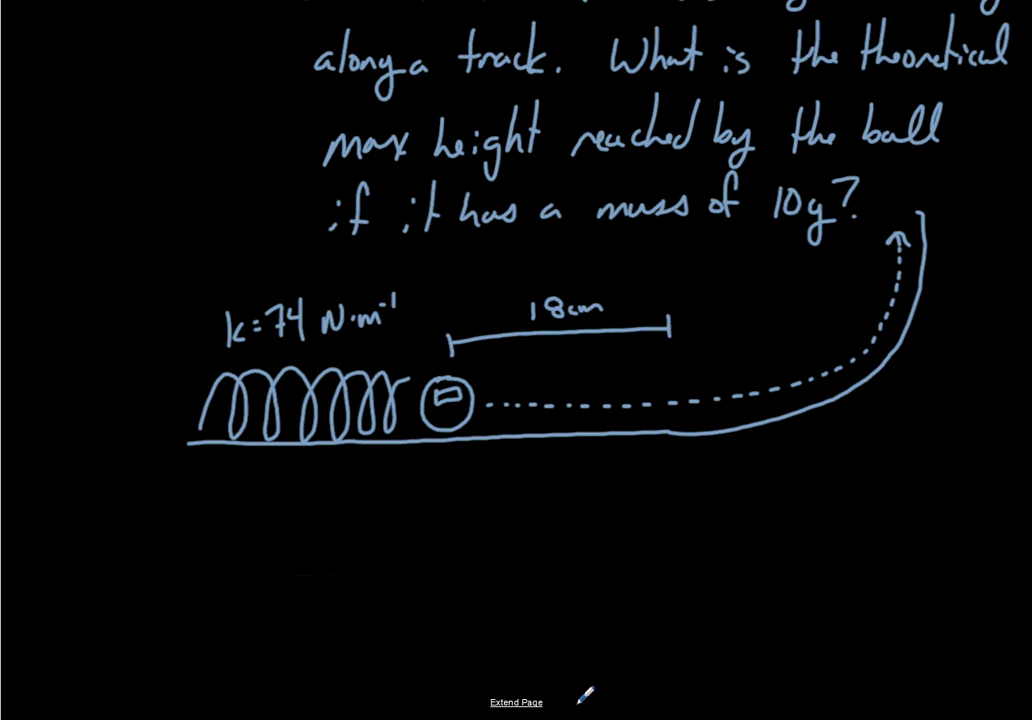 along a track. What is the theoretical
max height reached by the ball
if it has a mass of 10g?
18cm
k=74 N·m⁻¹
Extend Page